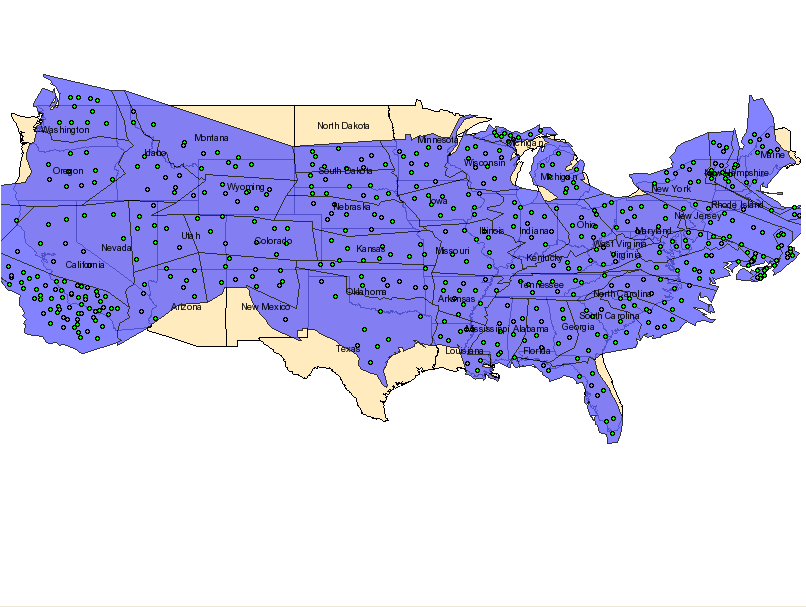 North Dakota
Washington
Montana
Minnesota
Michigan
Idaho
Maine
Wisconsin
Oregon
South Dakota
Michigan
New Hampshire
Wyoming
New York
Iowa
Nebraska
Rhode Island
New Jersey
Utah
Colorado
Illinois
Indiana
Ohio
Maryland
Nevada
Kansas
Missouri
West Virginia
Virginia
California
Kentucky
Oklahoma
Tennessee
Arkansas
North Carolina
Arizona
New Mexico
South Carolina
Mississippi
Alabama
Georgia
Texas
Louisiana
Florida